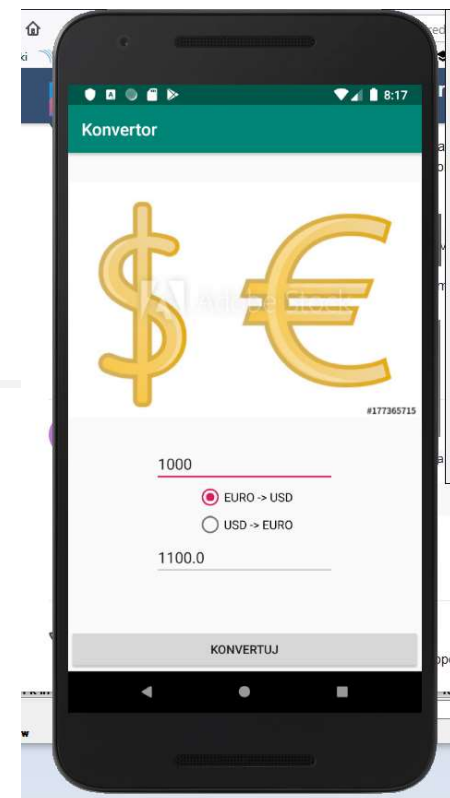 8:17
Konvertor
Adobe Stock
#177365715
1000
EURO -> USD
USD -> EURO
1100.0
KONVERTUJ